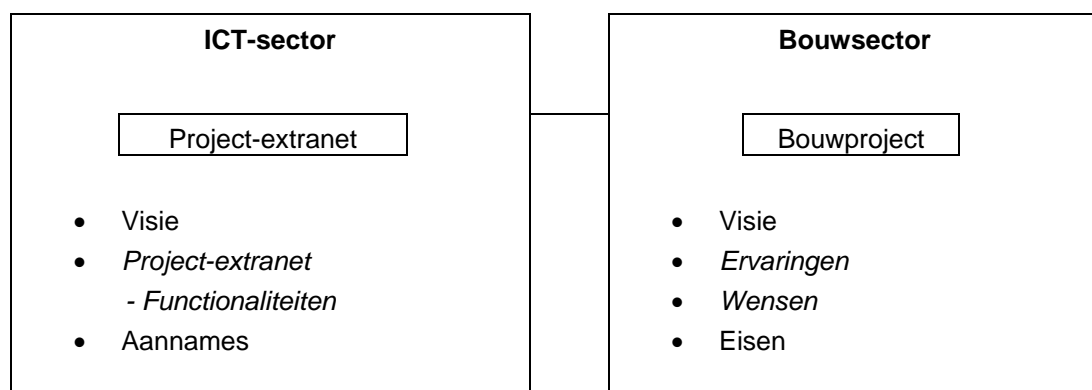 ICT-sector
Project-extranet
• Visie
• Project-extranet
- Functionaliteiten
• Aannames
Bouwsector
Bouwproject
• Visie
• Ervaringen
• Wensen
• Eisen